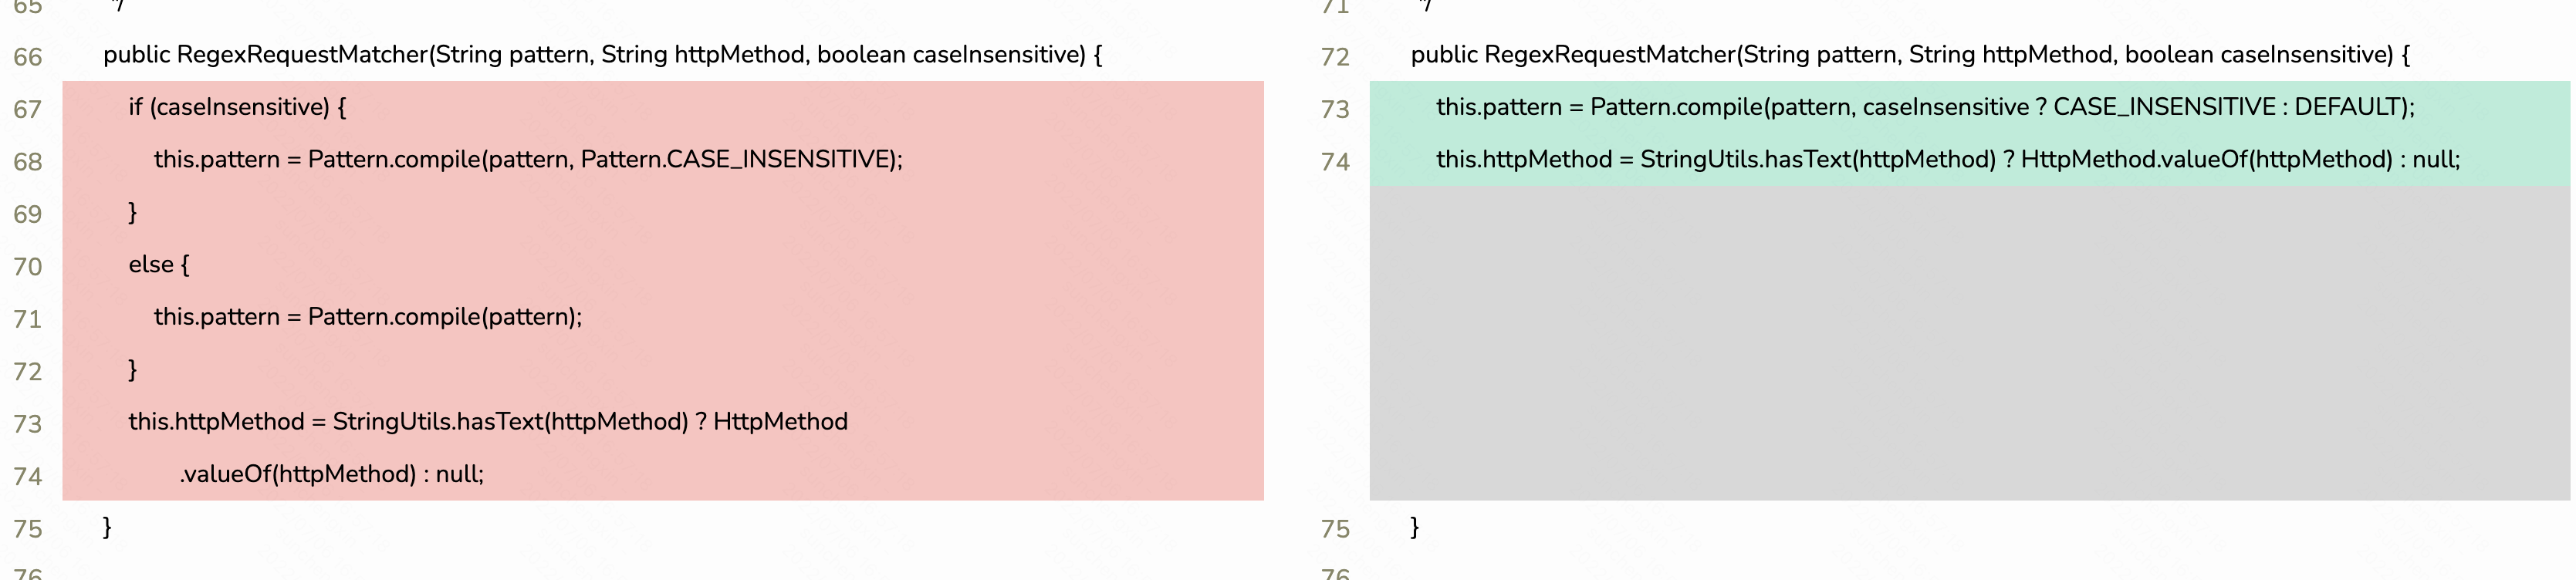 65 */
66 public RegexRequestMatcher(String pattern, String httpMethod, boolean caseInsensitive) {
67 if (caseInsensitive) {
68 this.pattern = Pattern.compile(pattern, Pattern.CASE_INSENSITIVE);
69 }
70 else {
71 this.pattern = Pattern.compile(pattern);
72 }
73 this.httpMethod = StringUtils.hasText(httpMethod) ? HttpMethod
74 .valueOf(httpMethod) : null;
75 }
76
71 */
72 public RegexRequestMatcher(String pattern, String httpMethod, boolean caseInsensitive) {
73 this.pattern = Pattern.compile(pattern, caseInsensitive ? CASE_INSENSITIVE : DEFAULT);
74 this.httpMethod = StringUtils.hasText(httpMethod) ? HttpMethod.valueOf(httpMethod) : null;
75 }
76